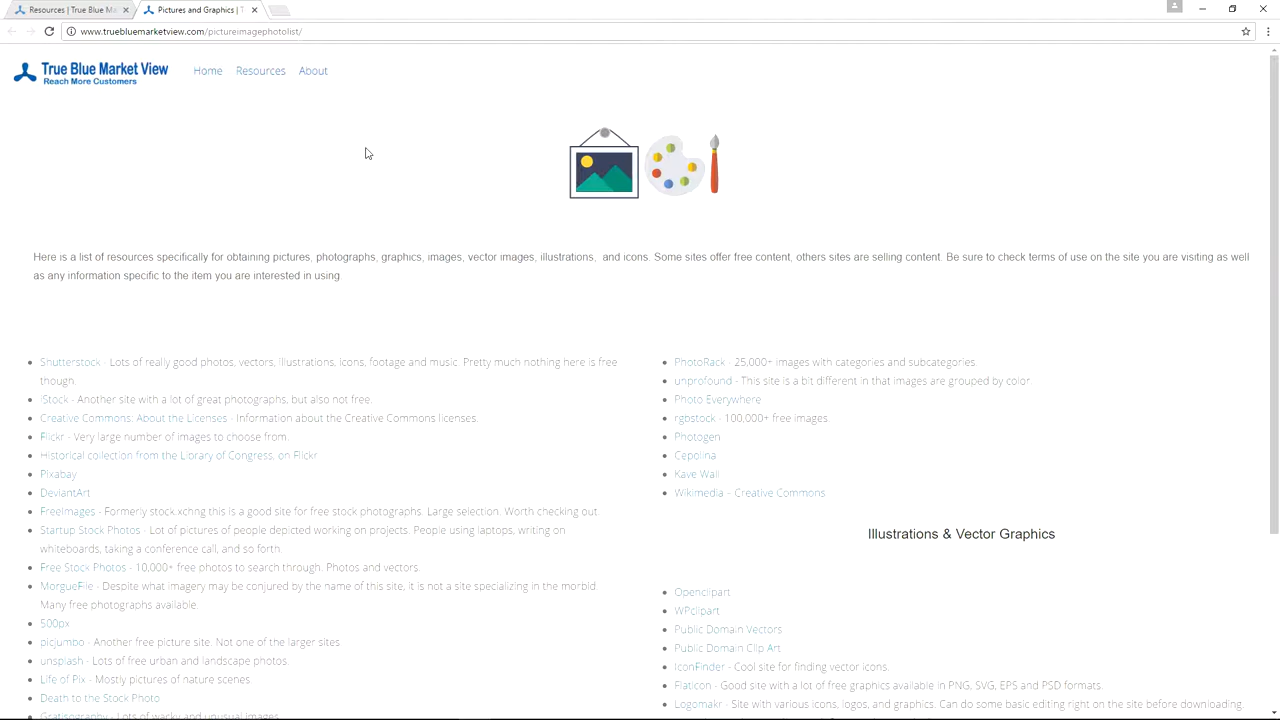 Resources | True Blue Ma
Pictures and Graphics | T
www.truebluemarketview.com/pictureimagephotolist/
True Blue Market View
Reach More Customers
Home
Resources
About
Here is a list of resources specifically for obtaining pictures, photographs, graphics, images, vector images, illustrations, and icons. Some sites offer free content, others sites are selling content. Be sure to check terms of use on the site you are visiting as well
as any information specific to the item you are interested in using.
Shutterstock - Lots of really good photos, vectors, illustrations, icons, footage and music. Pretty much nothing here is free
though.
iStock - Another site with a lot of great photographs, but also not free.
Creative Commons: About the Licenses - Information about the Creative Commons licenses.
Flickr - Very large number of images to choose from.
Historical collection from the Library of Congress, on Flickr
Pixabay
DeviantArt
FreeImages - Formerly stock.xchng this is a good site for free stock photographs. Large selection. Worth checking out.
Startup Stock Photos - Lot of pictures of people depicted working on projects. People using laptops, writing on
whiteboards, taking a conference call, and so forth.
Free Stock Photos - 10,000+ free photos to search through. Photos and vectors.
MorgueFile - Despite what imagery may be conjured by the name of this site, it is not a site specializing in the morbid.
Many free photographs available.
500px
picjumbo - Another free picture site. Not one of the larger sites.
unsplash - Lots of free urban and landscape photos.
Life of Pix - Mostly pictures of nature scenes.
Death to the Stock Photo
Gratisography - Lots of wacky and unusual images.
PhotoRack - 25,000+ images with categories and subcategories.
unprofound - This site is a bit different in that images are grouped by color.
Photo Everywhere
rgbstock - 100,000+ free images.
Photogen
Cepolina
Kave Wall
Wikimedia - Creative Commons
Illustrations & Vector Graphics
Openclipart
WPclipart
Public Domain Vectors
Public Domain Clip Art
IconFinder - Cool site for finding vector icons.
Flaticon - Good site with a lot of free graphics available in PNG, SVG, EPS and PSD formats.
Logomakr - Site with various icons, logos, and graphics. Can do some basic editing right on the site before downloading.